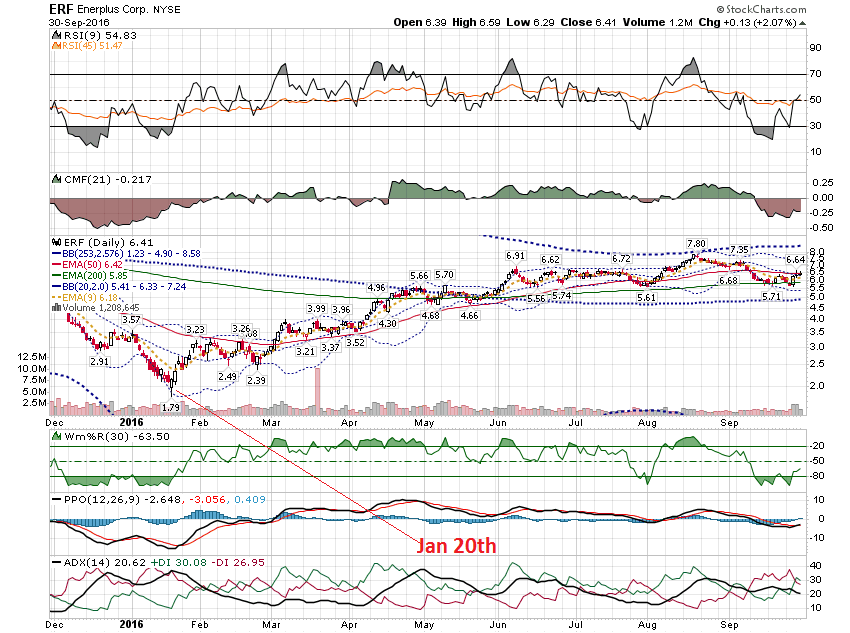 ERF Enerplus Corp. NYSE © StockCharts.com
30-Sep-2016 Open 6.39 High 6.59 Low 6.29 Close 6.41 Volume 1.2M Chg +0.13 (+2.07%)
RSI(9) 54.83
RSI(45) 51.47
90
70
50
30
10
CMF(21) -0.217
0.25
0.00
-0.25
-0.50
ERF (Daily) 6.41
BB(253,2.576) 1.23 - 4.90 - 8.58
EMA(50) 6.42
EMA(200) 5.85
BB(20,2.0) 5.41 - 6.33 - 7.24
EMA(9) 6.18
Volume 1,208,645
3.57
2.91
1.79
3.23
2.49
3.26
.08
2.39
3.21
3.99
3.37
3.96
3.52
4.96
4.30
5.66
4.68
5.70
4.66
6.91
5.56
6.62
5.74
6.72
5.61
7.80
6.68
7.35
5.71
6.64
8.0
7.0
6.5
6.0
5.5
5.0
4.5
4.0
3.5
3.0
2.5
2.0
12.5M
10.0M
7.5M
5.0M
2.5M
Dec 2016 Feb Mar Apr May Jun Jul Aug Sep
Wm%R(30) -63.50
-20
-50
-80
PPO(12,26,9) -2.648, -3.056, 0.409
10
0
-10
Jan 20th
ADX(14) 20.62 +DI 30.08 -DI 26.95
40
30
20
10
Dec 2016 Feb Mar Apr May Jun Jul Aug Sep